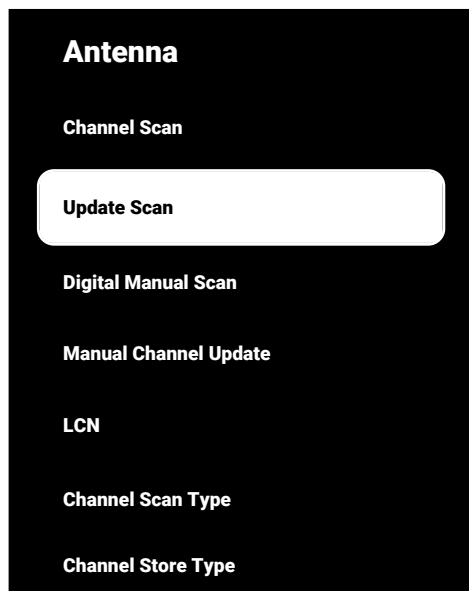 Antenna
Channel Scan
Update Scan
Digital Manual Scan
Manual Channel Update
LCN
Channel Scan Type
Channel Store Type